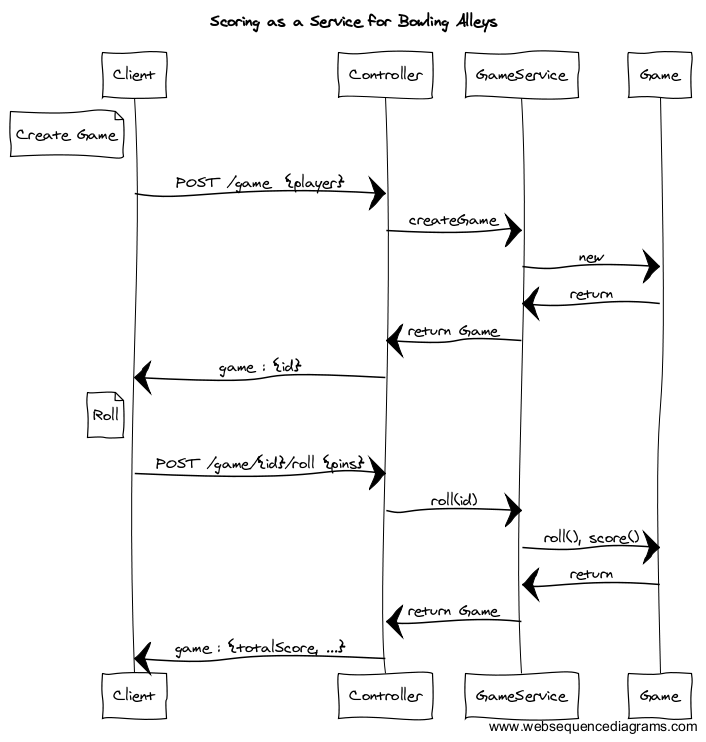 Scoring as a Service for Bowling Alleys
Client
Controller
GameService
Game
Create Game
POST /game {player}
createGame
new
return
return Game
game : {id}
Roll
POST /game/{id}/roll {pins}
roll(id)
roll(), score()
return
return Game
game : {totalScore, ...}
Client
Controller
GameService
Game
www.websequencediagrams.com